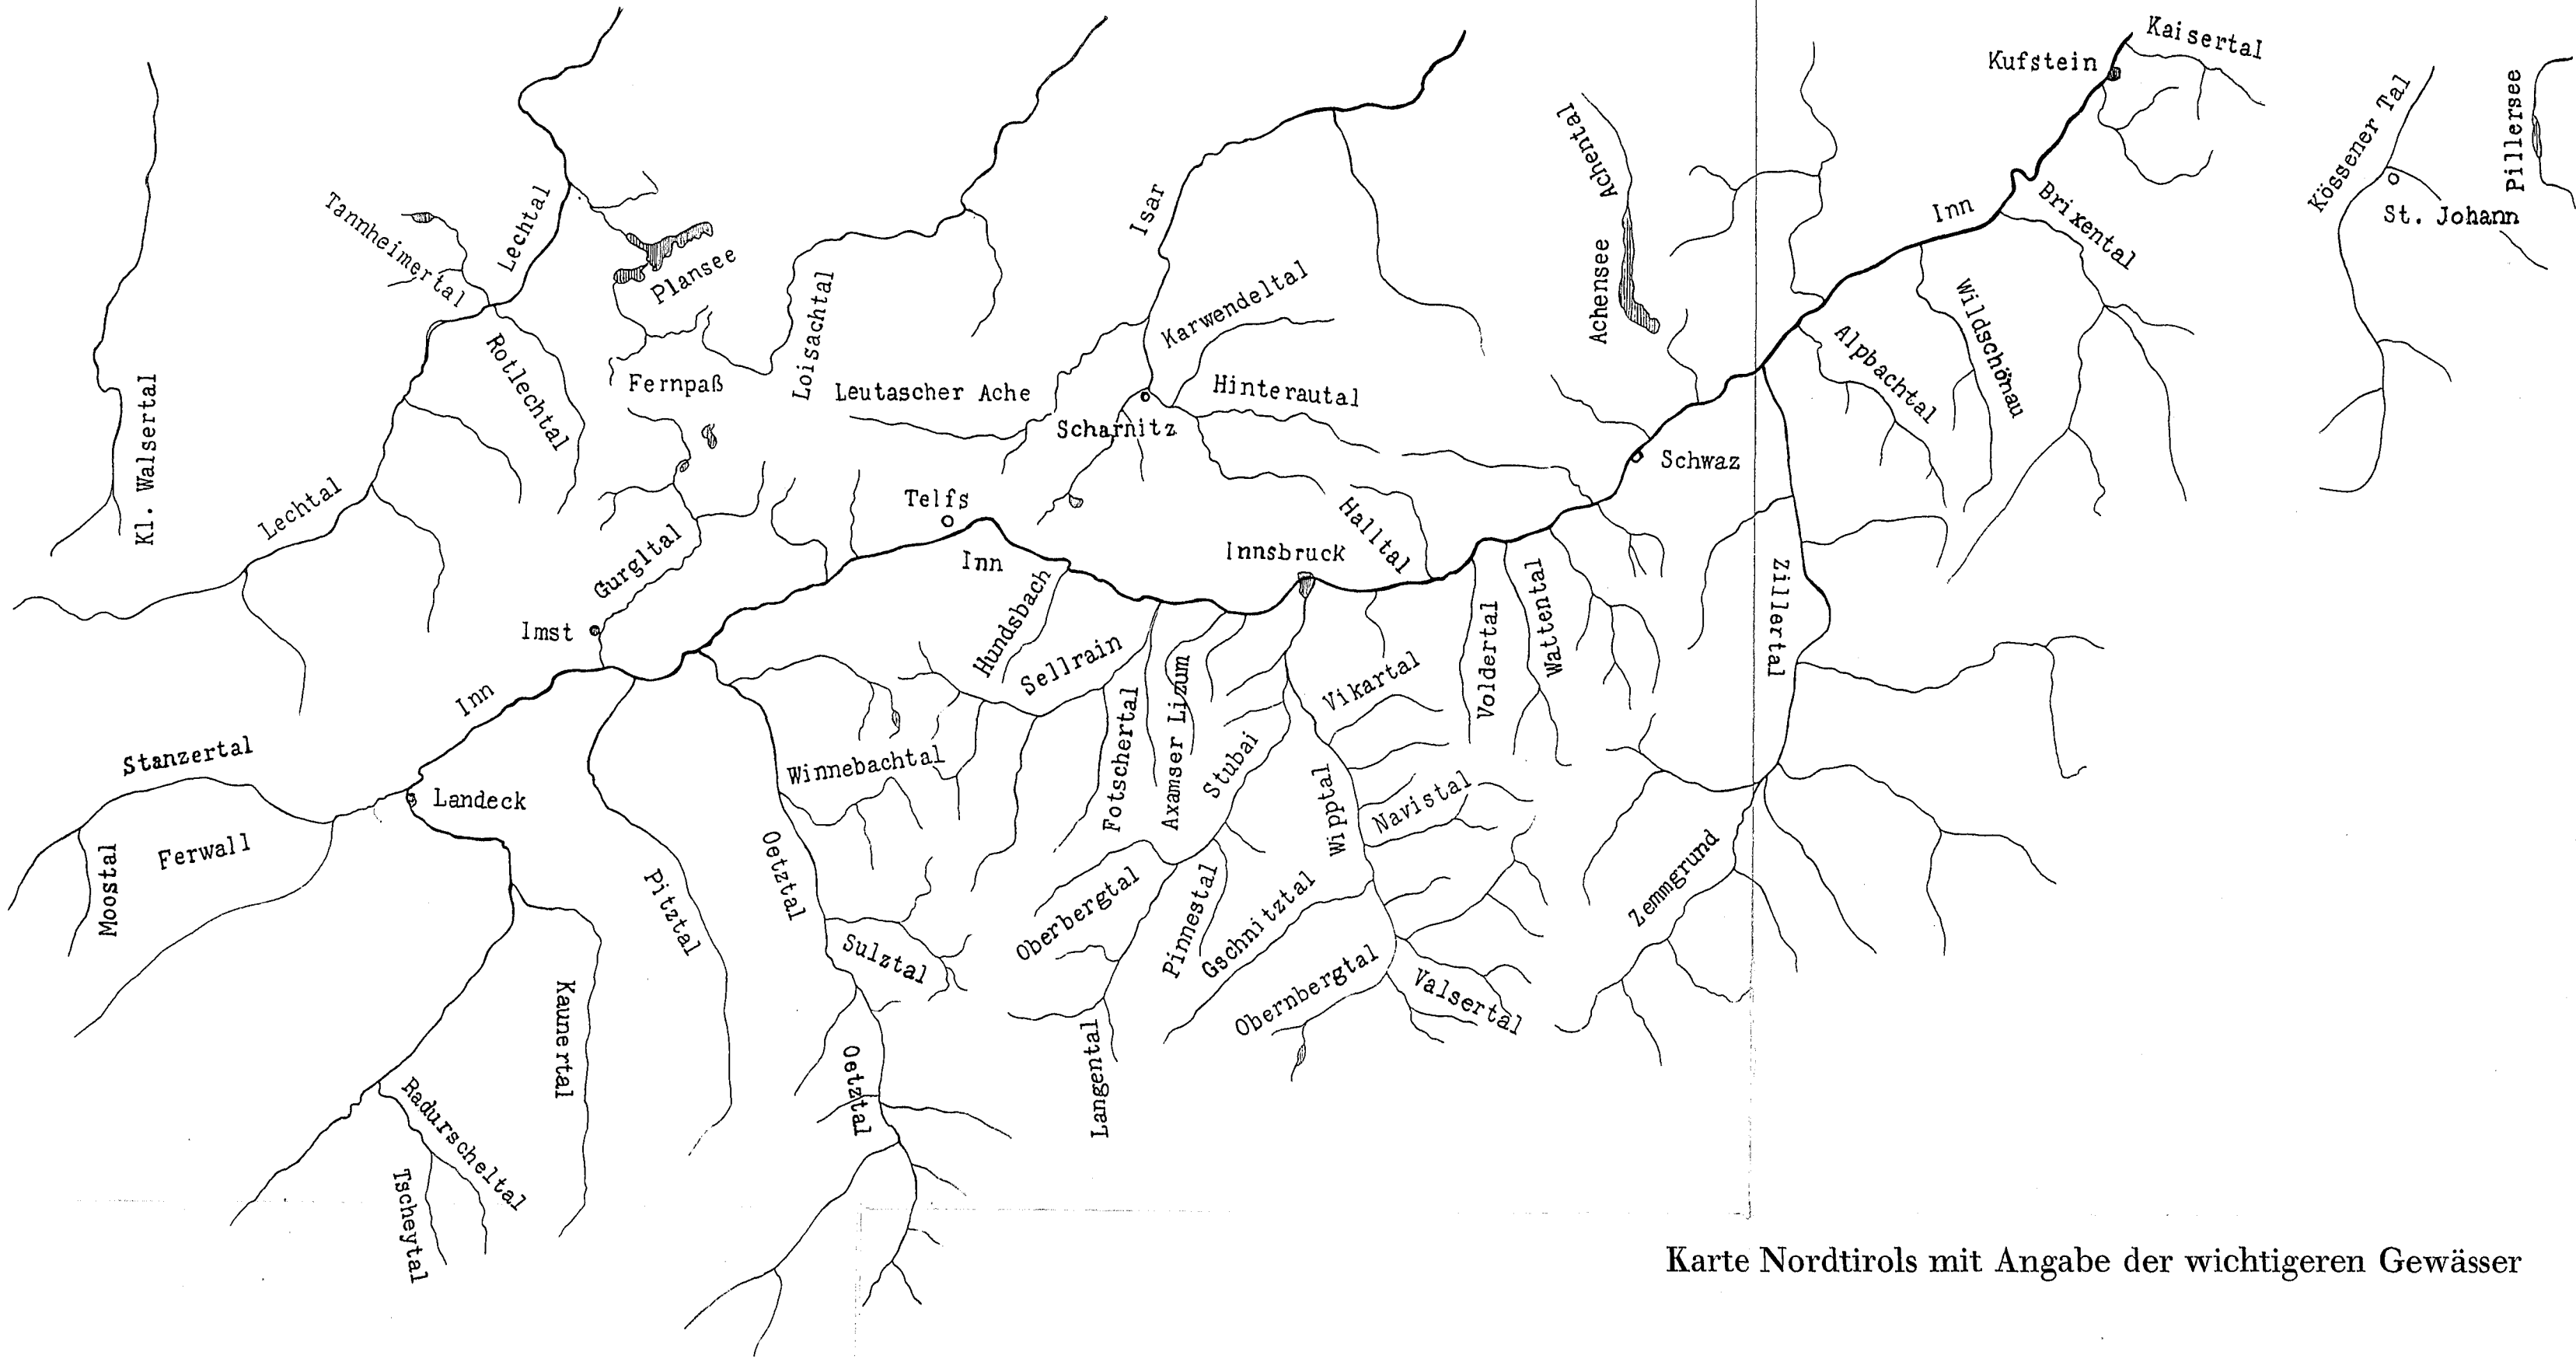 Kaisertal
Kufstein
Kössener Tal
Pillersee
St. Johann
Achental
Achensee
Inn
Brixental
Wildschönau
Alpbachtal
Isar
Karwendeltal
Hinterautal
Scharnitz
Leutascher Ache
Loisachtal
Tannheimertal
Lechtal
Plansee
Rotlechtal
Fernpaß
Kl. Walsertal
Lechtal
Gurgltal
Telfs
Inn
Innsbruck
Halltal
Schwaz
Imst
Inn
Hundsbach
Sellrain
Fotschertal
Axamser Lizum
Stubai
Vikartal
Voldertal
Wattental
Zillertal
Stanzertal
Landeck
Ferwall
Moostal
Winnebachtal
Oetztal
Pitztal
Kaunertal
Sulztal
Oetztal
Oberbergtal
Pinnestal
Gschnitztal
Wipptal
Navistal
Obernbergtal
Valsertal
Zemmgrund
Langental
Radurscheltal
Tscheytal
Karte Nordtirols mit Angabe der wichtigeren Gewässer